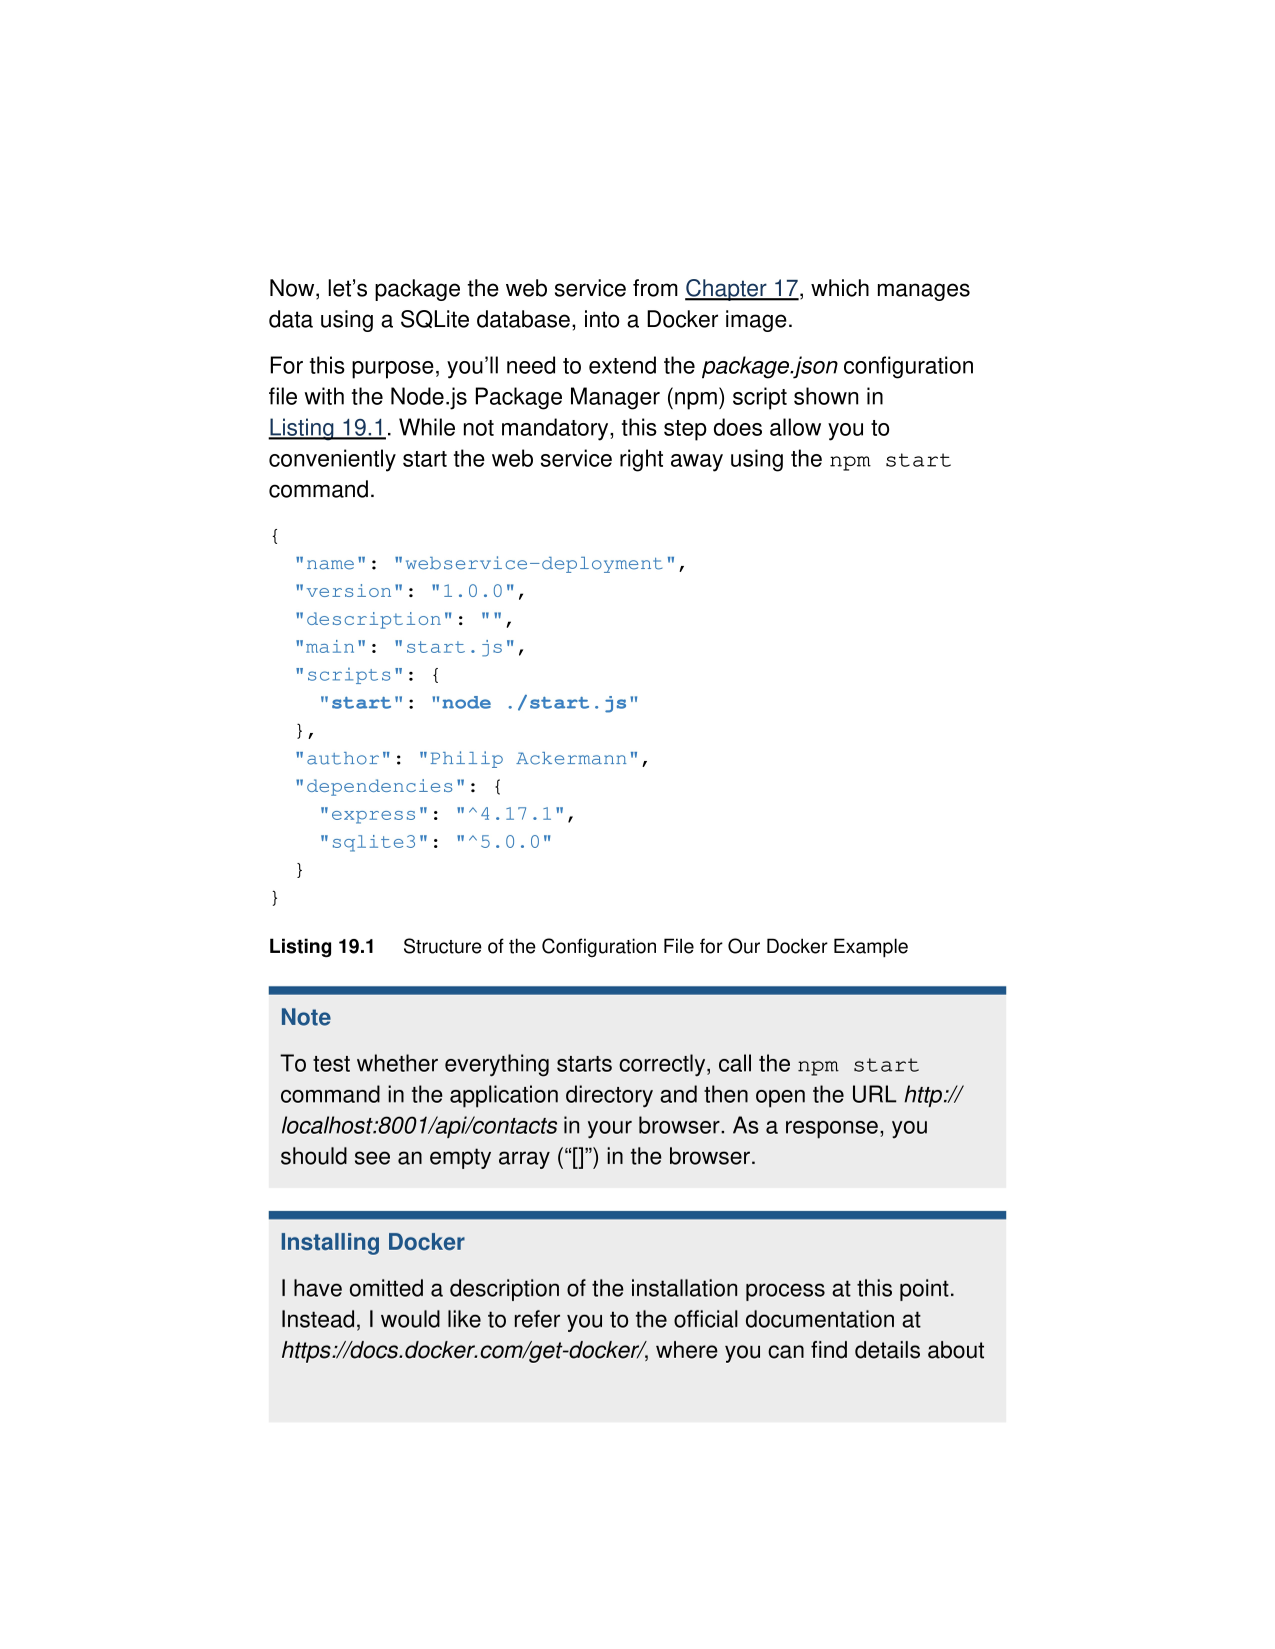 Now, let’s package the web service from Chapter 17, which manages
data using a SQLite database, into a Docker image.
For this purpose, you’ll need to extend the package.json configuration
file with the Node.js Package Manager (npm) script shown in
Listing 19.1. While not mandatory, this step does allow you to
conveniently start the web service right away using the npm start
command.
{
  "name": "webservice-deployment",
  "version": "1.0.0",
  "description": "",
  "main": "start.js",
  "scripts": {
    "start": "node ./start.js"
  },
  "author": "Philip Ackermann",
  "dependencies": {
    "express": "^4.17.1",
    "sqlite3": "^5.0.0"
  }
}
Listing 19.1 Structure of the Configuration File for Our Docker Example
Note
To test whether everything starts correctly, call the npm start
command in the application directory and then open the URL http://
localhost:8001/api/contacts in your browser. As a response, you
should see an empty array (“[]”) in the browser.
Installing Docker
I have omitted a description of the installation process at this point.
Instead, I would like to refer you to the official documentation at
https://docs.docker.com/get-docker/, where you can find details about